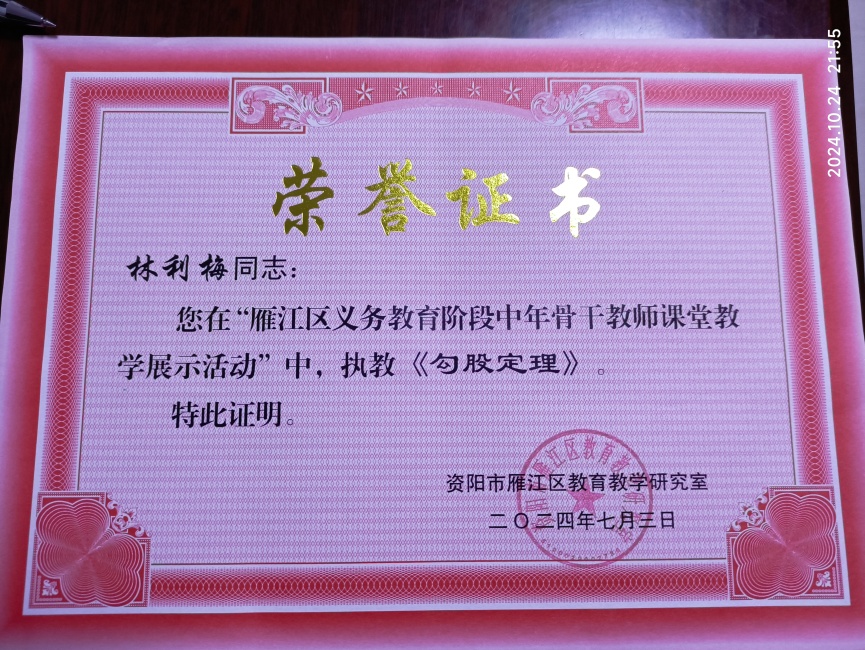 2024.10.24 21:55
荣誉证书
林利梅同志：
您在“雁江区义务教育阶段中年骨干教师课堂教
学展示活动”中，执教《勾股定理》。
特此证明。
资阳市雁江区教育教学研究室
二〇二四年七月三日